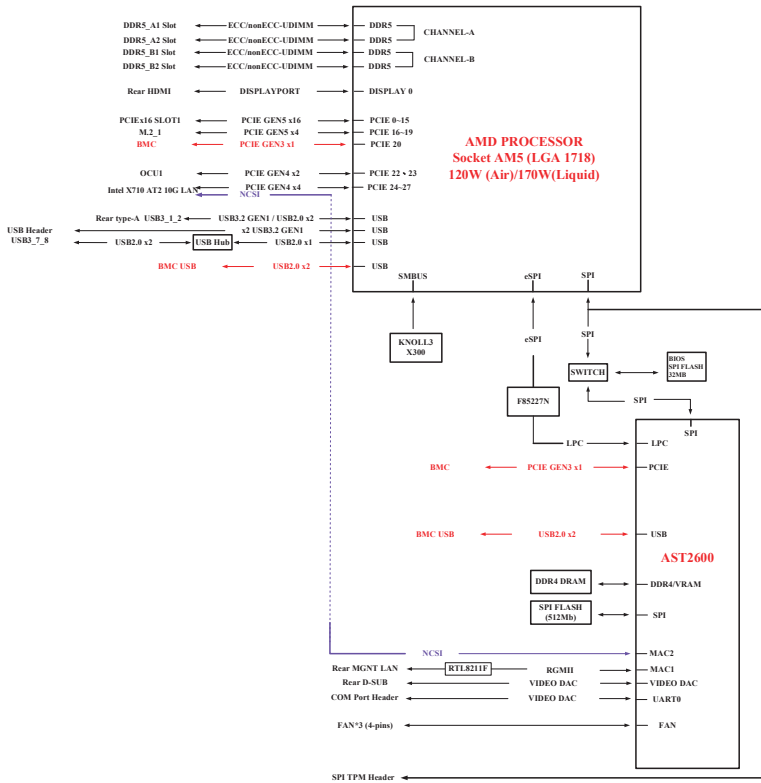 DDR5_A1 Slot ECC/nonECC-UDIMM DDR5
CHANNEL-A
DDR5_A2 Slot ECC/nonECC-UDIMM DDR5
DDR5_B1 Slot ECC/nonECC-UDIMM DDR5
CHANNEL-B
DDR5_B2 Slot ECC/nonECC-UDIMM DDR5
Rear HDMI DISPLAYPORT DISPLAY 0
PCIEx16 SLOT1 PCIE GEN5 x16 PCIE 0~15
M.2_1 PCIE GEN5 x4 PCIE 16~19
BMC PCIE GEN3 x1 PCIE 20
AMD PROCESSOR
Socket AM5 (LGA 1718)
120W (Air)/170W(Liquid)
OCU1 PCIE GEN4 x2 PCIE 22、23
Intel X710 AT2 10G LAN PCIE GEN4 x4 PCIE 24~27
NCSI
Rear type-A USB3_1_2 USB3.2 GEN1 / USB2.0 x2 USB
USB Header x2 USB3.2 GEN1 USB
USB3_7_8 USB2.0 x2 USB Hub USB2.0 x1 USB
BMC USB USB2.0 x2 USB
SMBUS eSPI SPI
KNOLL3
X300
eSPI
SPI
SWITCH
BIOS
SPI FLASH
32MB
F85227N
SPI
SPI
LPC LPC
BMC PCIE GEN3 x1 PCIE
BMC USB USB2.0 x2 USB
AST2600
DDR4 DRAM DDR4/VRAM
SPI FLASH
(512Mb)
SPI
NCSI MAC2
Rear MGNT LAN RTL8211F RGMII MAC1
Rear D-SUB VIDEO DAC VIDEO DAC
COM Port Header VIDEO DAC UART0
FAN*3 (4-pins) FAN
SPI TPM Header